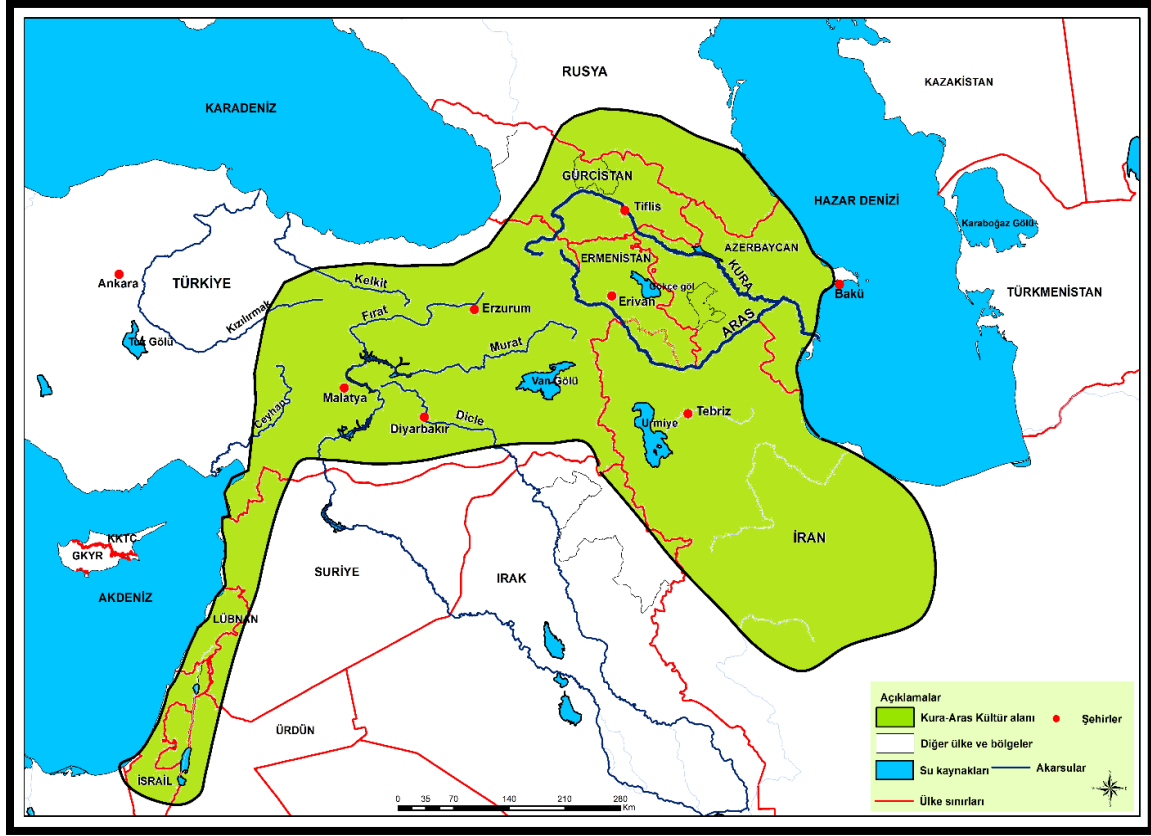 RUSYA
KAZAKİSTAN
KARADENİZ
GÜRCİSTAN
Tiflis
HAZAR DENİZİ
Karaboğaz Gölü
AZERBAYCAN
ERMENİSTAN
KURA
Gökçe göl
Bakü
TÜRKMENİSTAN
Ankara
TÜRKİYE
Kelkit
Erivan
Kızılırmak
Fırat
Erzurum
ARAS
Tuz Gölü
Murat
Van Gölü
Malatya
Ceyhan
Diyarbakır
Dicle
Urmiye
Tebriz
İRAN
KKTC
GKYR
SURİYE
IRAK
AKDENİZ
LÜBNAN
ÜRDÜN
İSRAİL
Açıklamalar
Kura-Aras Kültür alanı
Şehirler
Diğer ülke ve bölgeler
Su kaynakları
Akarsular
Ülke sınırları
0 35 70 140 210 280
Km